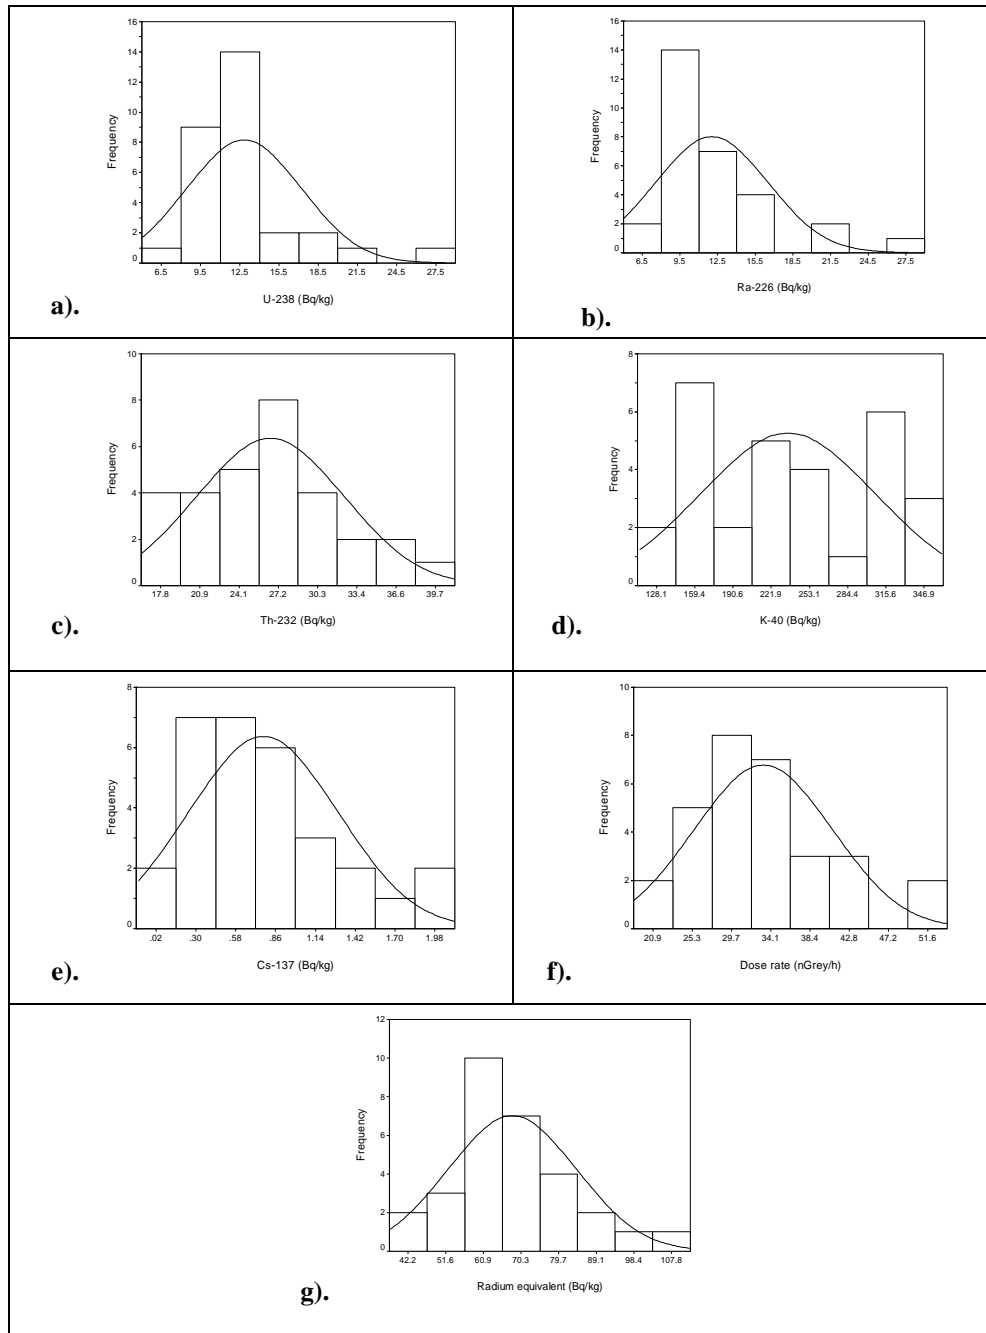 16
14
12
10
8
6
4
2
0
Frequency
6.5 9.5 12.5 15.5 18.5 21.5 24.5 27.5
U-238 (Bq/kg)
a).
16
14
12
10
8
6
4
2
0
Frequency
6.5 9.5 12.5 15.5 18.5 21.5 24.5 27.5
Ra-226 (Bq/kg)
b).
10
8
6
4
2
0
Frequency
17.8 20.9 24.1 27.2 30.3 33.4 36.6 39.7
Th-232 (Bq/kg)
c).
8
6
4
2
0
Frequncy
128.1 159.4 190.6 221.9 253.1 284.4 315.6 346.9
K-40 (Bq/kg)
d).
8
6
4
2
0
Frequency
.02 .30 .58 .86 1.14 1.42 1.70 1.98
Cs-137 (Bq/kg)
e).
10
8
6
4
2
0
Frequency
20.9 25.3 29.7 34.1 38.4 42.8 47.2 51.6
Dose rate (nGrey/h)
f).
12
10
8
6
4
2
0
Frequency
42.2 51.6 60.9 70.3 79.7 89.1 98.4 107.8
Radium equivalent (Bq/kg)
g).